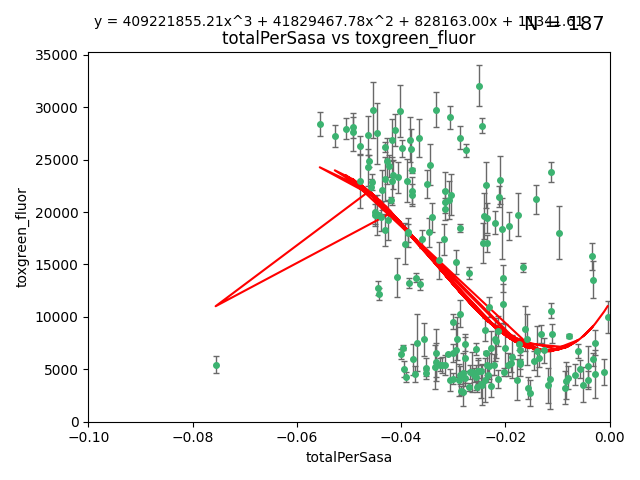 y = 409221855.21x^3 + 41829467.78x^2 + 828163.00x +
N = 187
totalPerSasa vs toxgreen_fluor
35000
30000
25000
20000
15000
10000
5000
0
toxgreen_fluor
−0.10 −0.08 −0.06 −0.04 −0.02 0.00
totalPerSasa